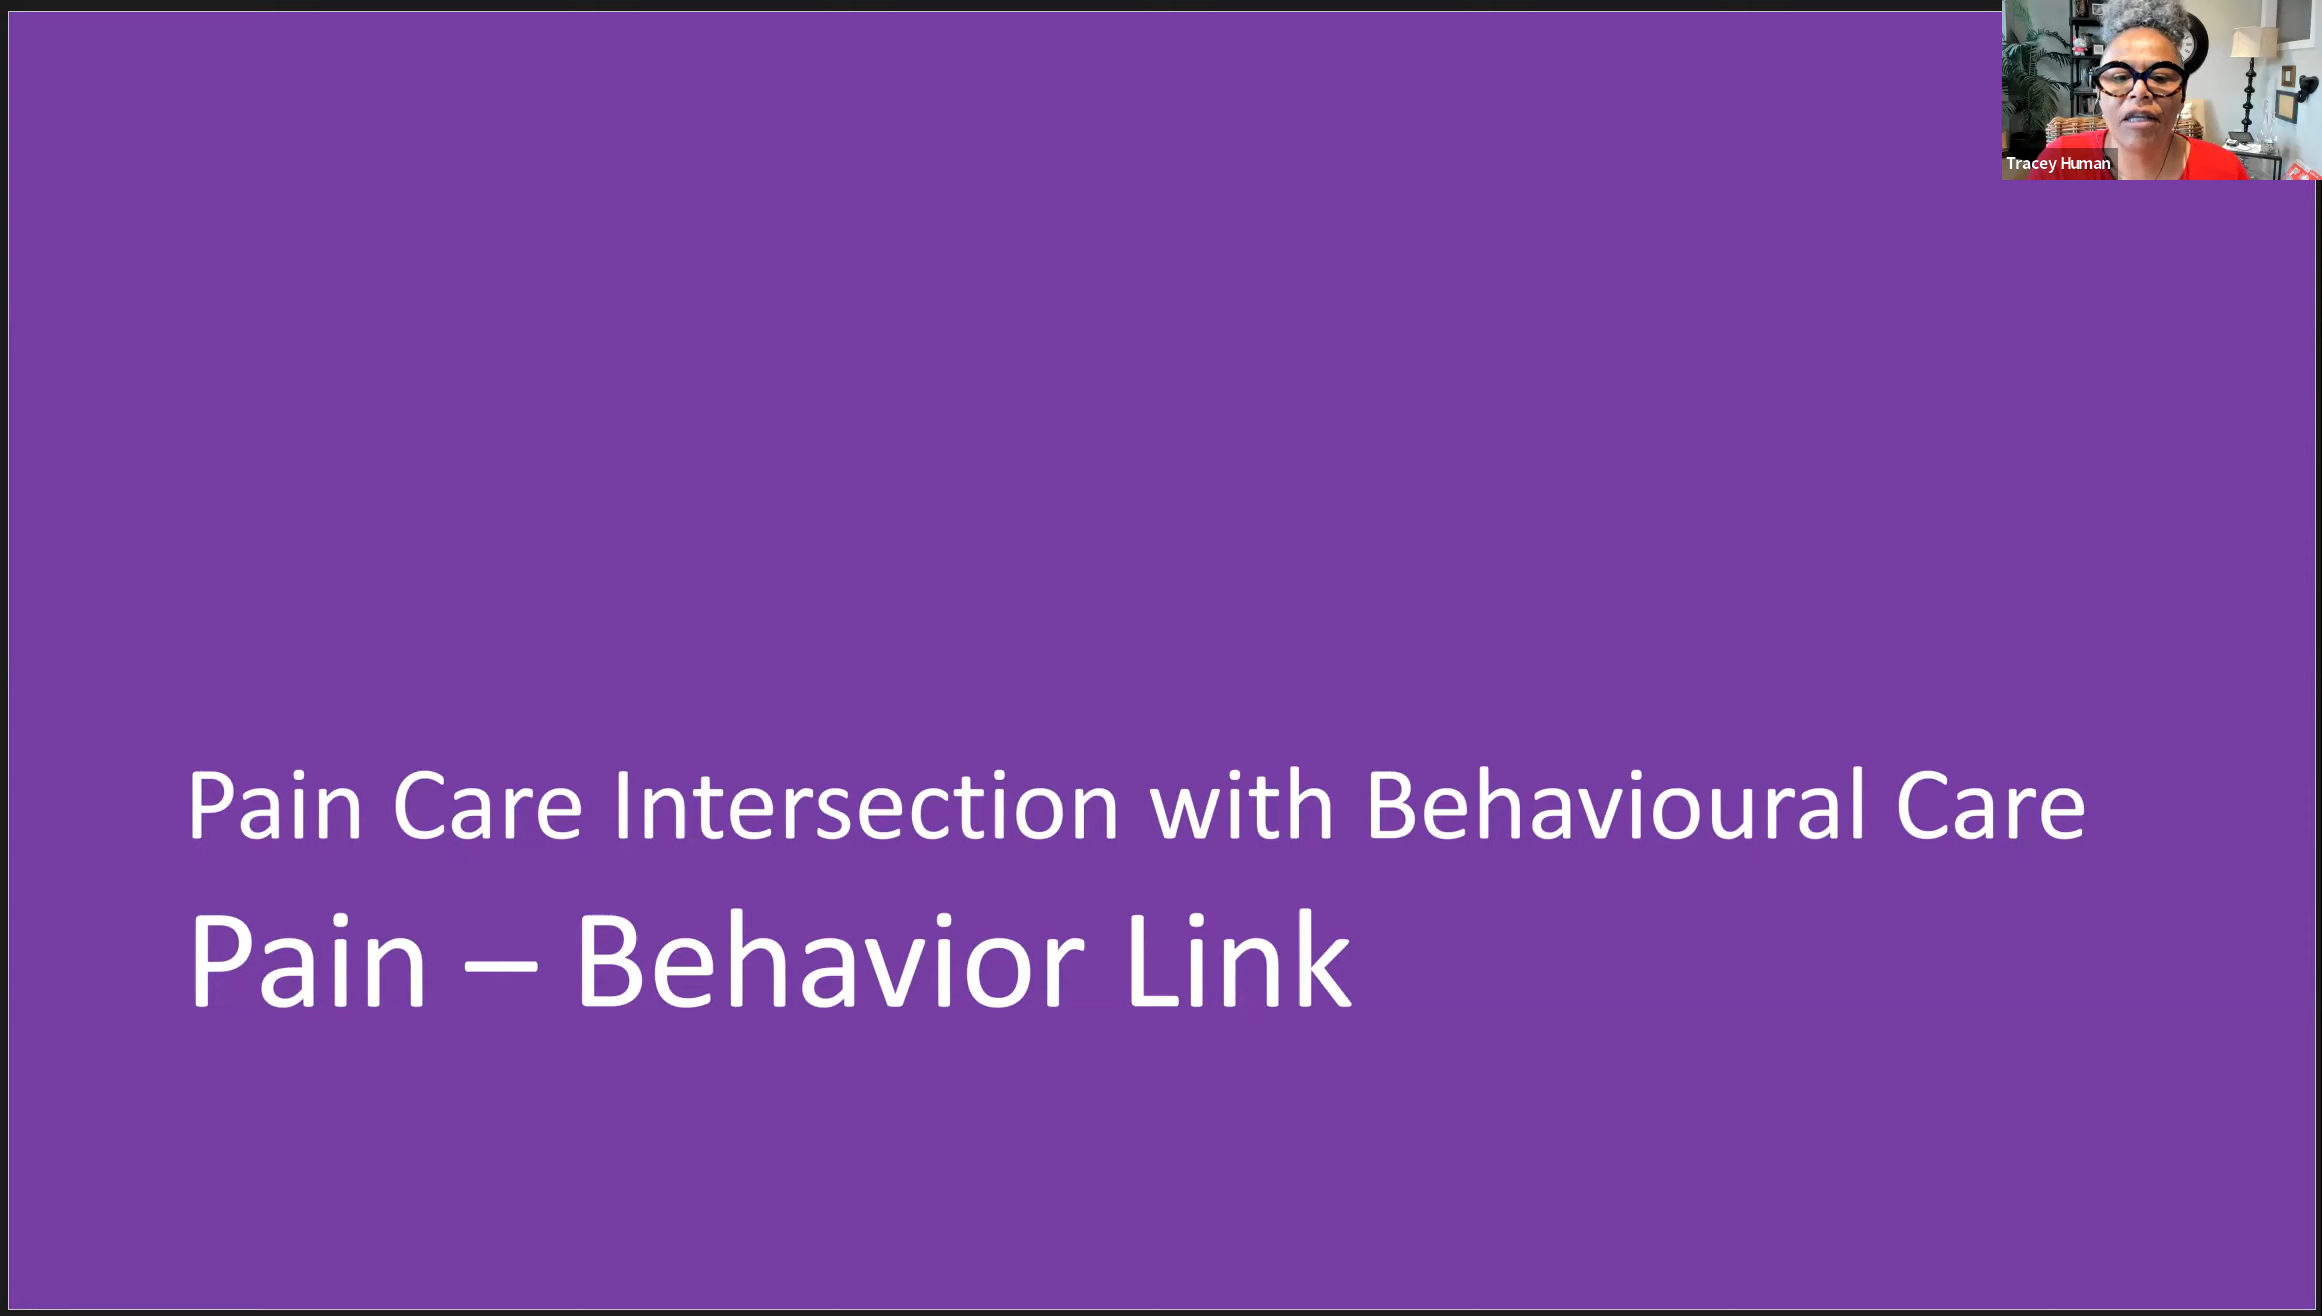 Tracey Human
Pain Care Intersection with Behavioural Care
Pain – Behavior Link